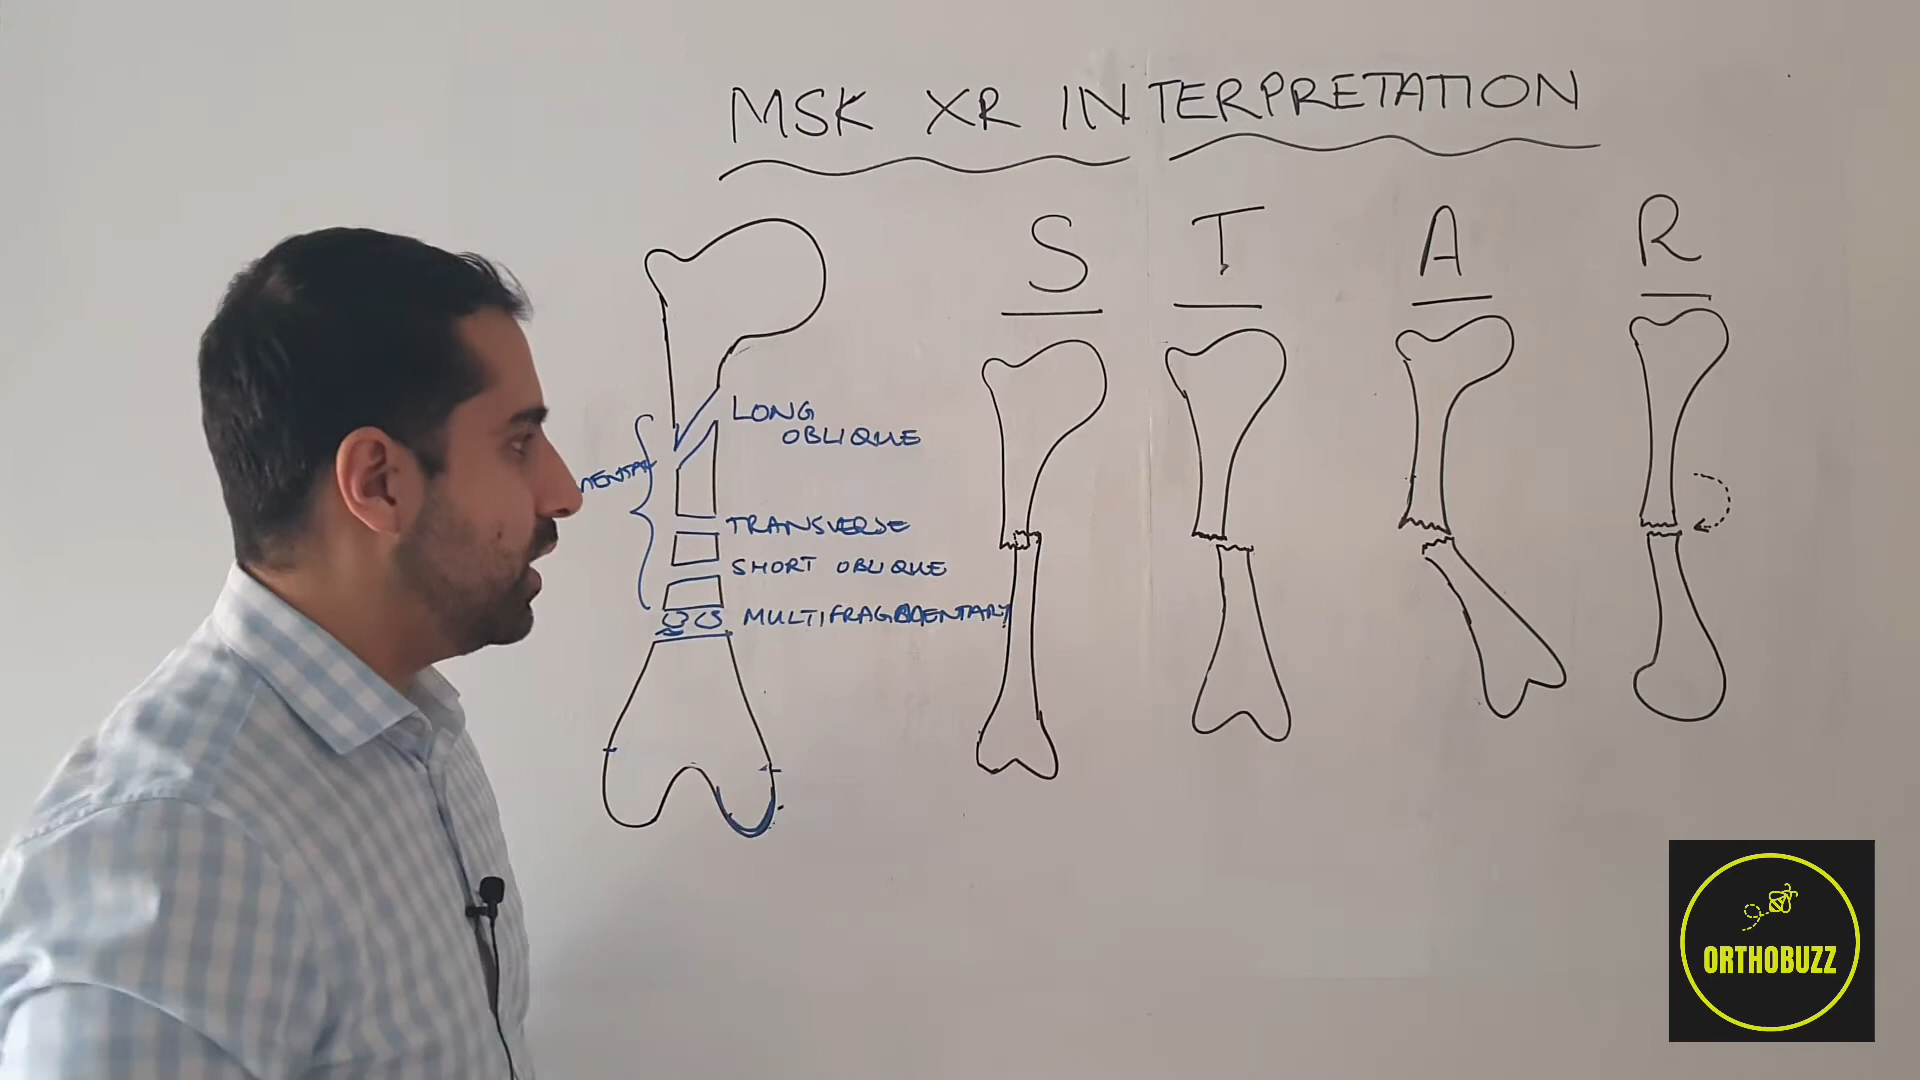 MSK XR INTERPRETATION
S T A R
LONG
OBLIQUE
TRANSVERSE
SHORT OBLIQUE
ORTHOBUZZ